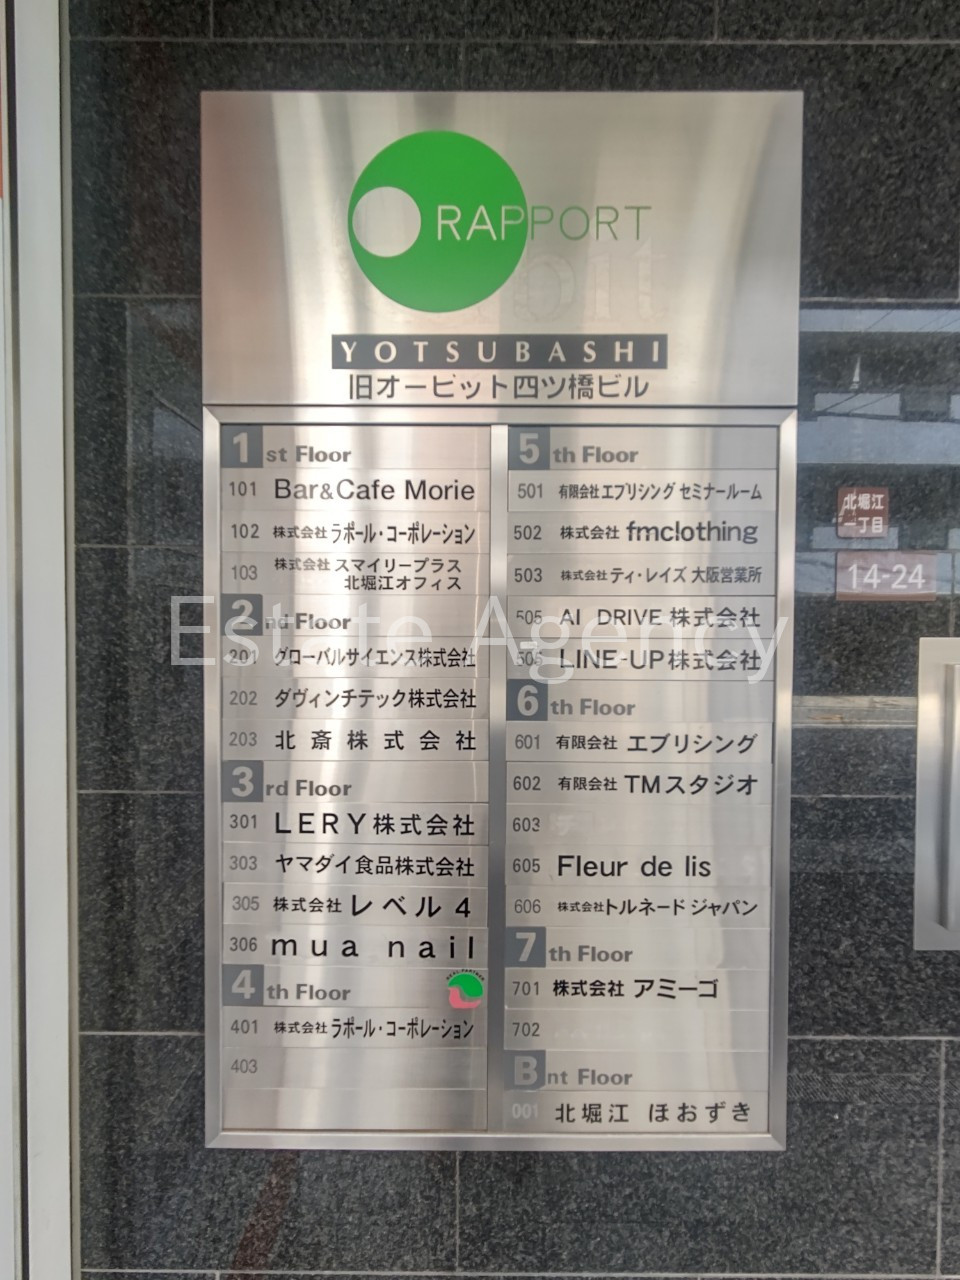 RAPPORT
YOTSUBASHI
旧オービット四ツ橋ビル
1st Floor
101 Bar&Cafe Morie
102 株式会社ラポール・コーポレーション
103 株式会社スマイリープラス
北堀江オフィス
2nd Floor
201 グローバルサイエンス株式会社
202 ダヴィンチテック株式会社
203 北斎株式会社
3rd Floor
301 LERY株式会社
303 ヤマダイ食品株式会社
305 株式会社レベル4
306 mua nail
4th Floor
401 株式会社ラポール・コーポレーション
403
5th Floor
501 有限会社エブリシング セミナールーム
502 株式会社 fmclothing
503 株式会社ティ・レイズ 大阪営業所
505 AI DRIVE 株式会社
505 LINE-UP株式会社
6th Floor
601 有限会社 エブリシング
602 有限会社 TMスタジオ
603
605 Fleur de lis
606 株式会社トルネード ジャパン
7th Floor
701 株式会社 アミーゴ
702
Bnt Floor
001 北堀江 ほおずき
北堀江
一丁目
14-24
Estate Agency